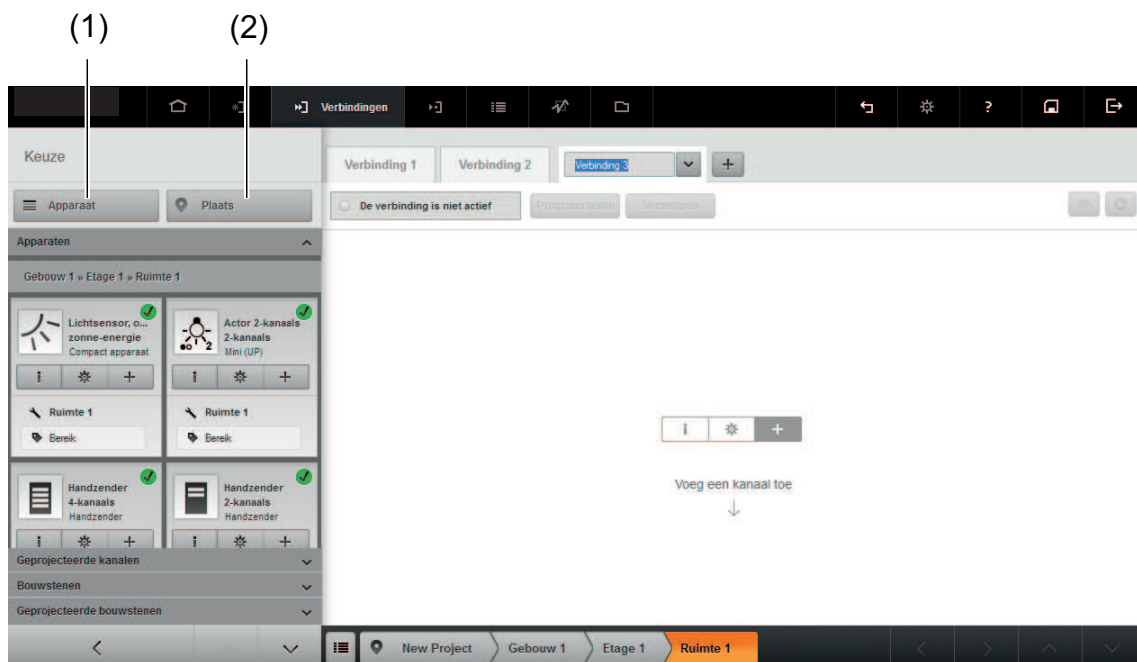 (1) (2)
Verbindingen
?
Keuze
Verbinding 1 Verbinding 2 Verbinding 3 +
Apparaat Plaats
De verbinding is niet actief Programmeren Verwerpen
Apparaten
Gebouw 1 » Etage 1 » Ruimte 1
Lichtsensor, o...
zonne-energie
Compact apparaat
i +
Ruimte 1
Bereik
Actor 2-kanaals
2-kanaals
Mini (UP)
i +
Ruimte 1
Bereik
Handzender
4-kanaals
Handzender
i +
Handzender
2-kanaals
Handzender
i +
i +
Voeg een kanaal toe
Geprojecteerde kanalen
Bouwstenen
Geprojecteerde bouwstenen
New Project Gebouw 1 Etage 1 Ruimte 1